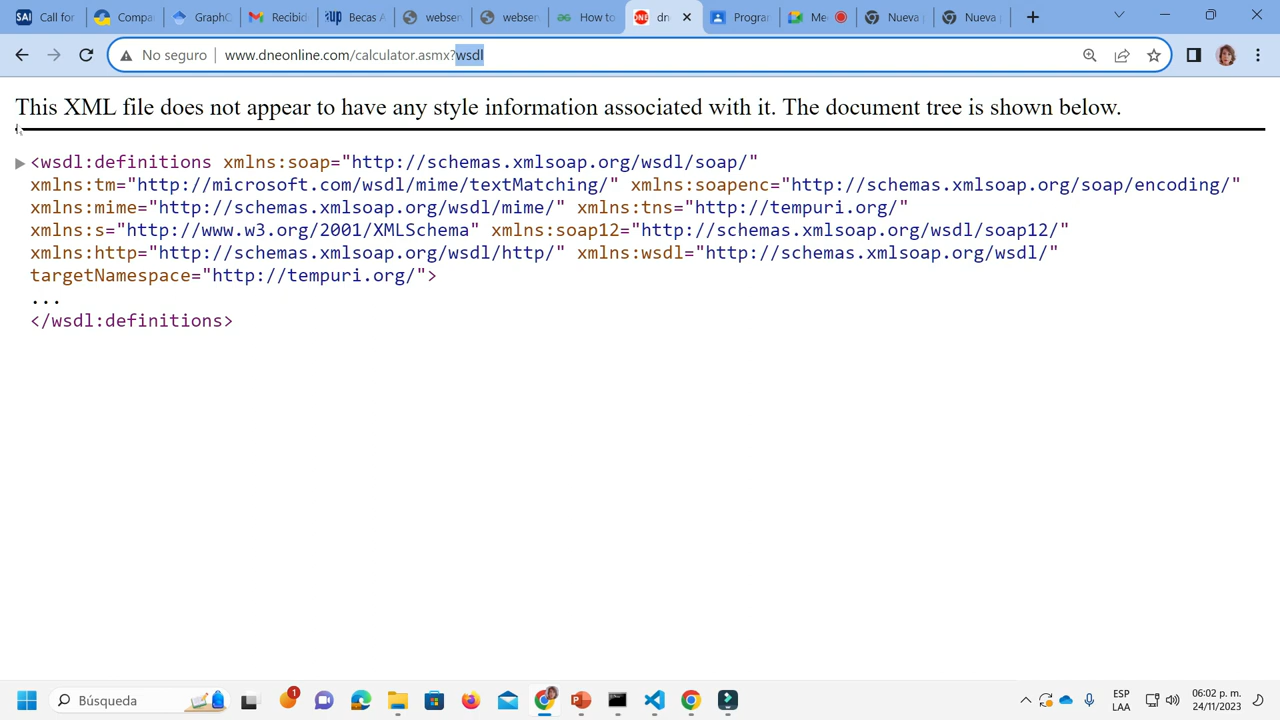 Call for
Compa
GraphQ
Recibid
Becas A
websen
websen
How to
dn
Program
Me
Nueva p
Nueva p
No seguro
www.dneonline.com/calculator.asmx?wsdl
This XML file does not appear to have any style information associated with it. The document tree is shown below.
<wsdl:definitions xmlns:soap="http://schemas.xmlsoap.org/wsdl/soap/"
xmlns:tm="http://microsoft.com/wsdl/mime/textMatching/" xmlns:soapenc="http://schemas.xmlsoap.org/soap/encoding/"
xmlns:mime="http://schemas.xmlsoap.org/wsdl/mime/" xmlns:tns="http://tempuri.org/"
xmlns:s="http://www.w3.org/2001/XMLSchema" xmlns:soap12="http://schemas.xmlsoap.org/wsdl/soap12/"
xmlns:http="http://schemas.xmlsoap.org/wsdl/http/" xmlns:wsdl="http://schemas.xmlsoap.org/wsdl/"
targetNamespace="http://tempuri.org/">
...
</wsdl:definitions>
Búsqueda
1
ESP
LAA
06:02 p. m.
24/11/2023